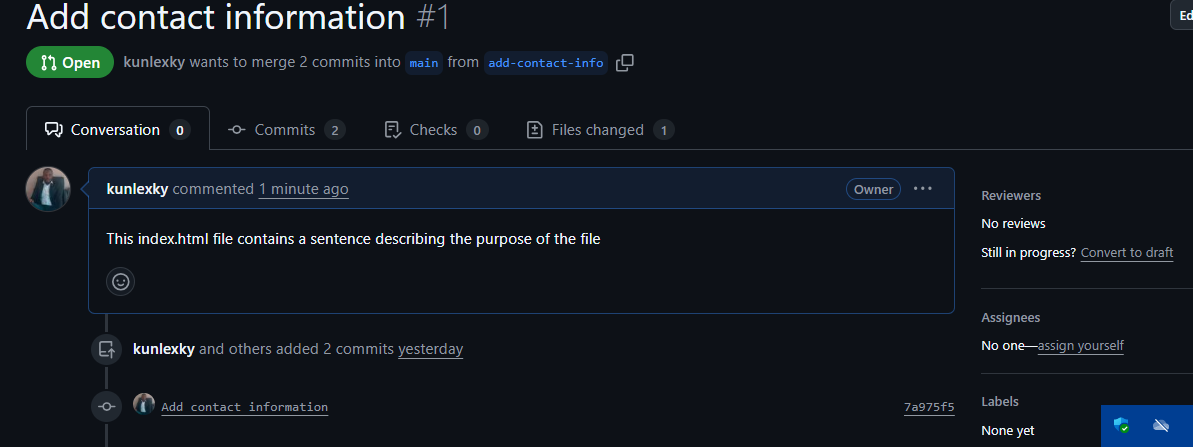 Add contact information #1
Ed
Open kunlexky wants to merge 2 commits into main from add-contact-info
Conversation 0 Commits 2 Checks 0 Files changed 1
kunlexky commented 1 minute ago Owner
This index.html file contains a sentence describing the purpose of the file
kunlexky and others added 2 commits yesterday
Add contact information 7a975f5
Reviewers
No reviews
Still in progress? Convert to draft
Assignees
No one—assign yourself
Labels
None yet